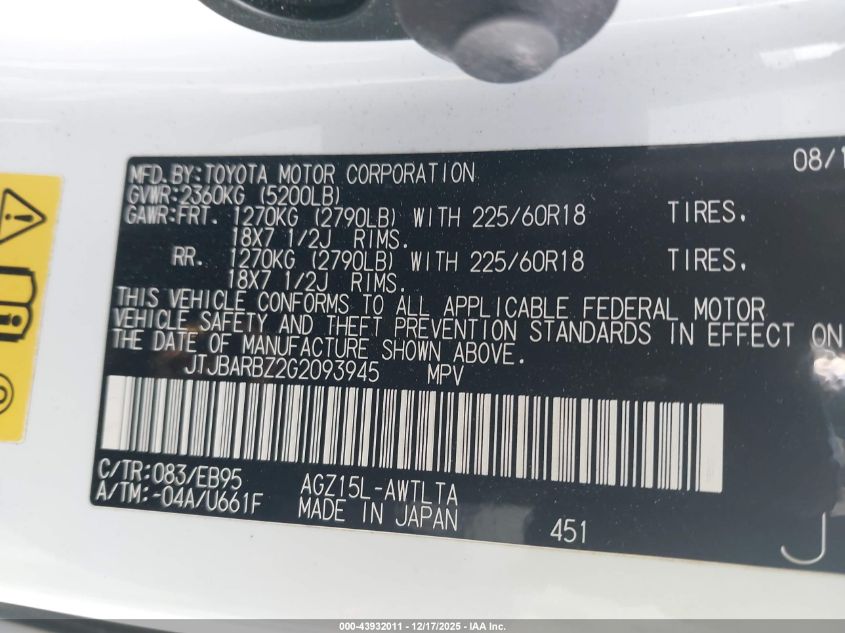 MFD.BY:TOYOTA MOTOR CORPORATION 08/1
GVWR:2360KG (5200LB)
GAWR:FRT. 1270KG (2790LB) WITH 225/60R18 TIRES.
18X7 1/2J RIMS.
RR. 1270KG (2790LB) WITH 225/60R18 TIRES.
18X7 1/2J RIMS.
THIS VEHICLE CONFORMS TO ALL APPLICABLE FEDERAL MOTOR
VEHICLE SAFETY AND THEFT PREVENTION STANDARDS IN EFFECT ON
THE DATE OF MANUFACTURE SHOWN ABOVE.
JTJBARBZ2G2093945 MPV
C/TR:083/EB95 AGZ15L-AWTLTA
A/TM:-04A/U661F MADE IN JAPAN 451
J
000-43932011 - 12/17/2025 - IAA Inc.